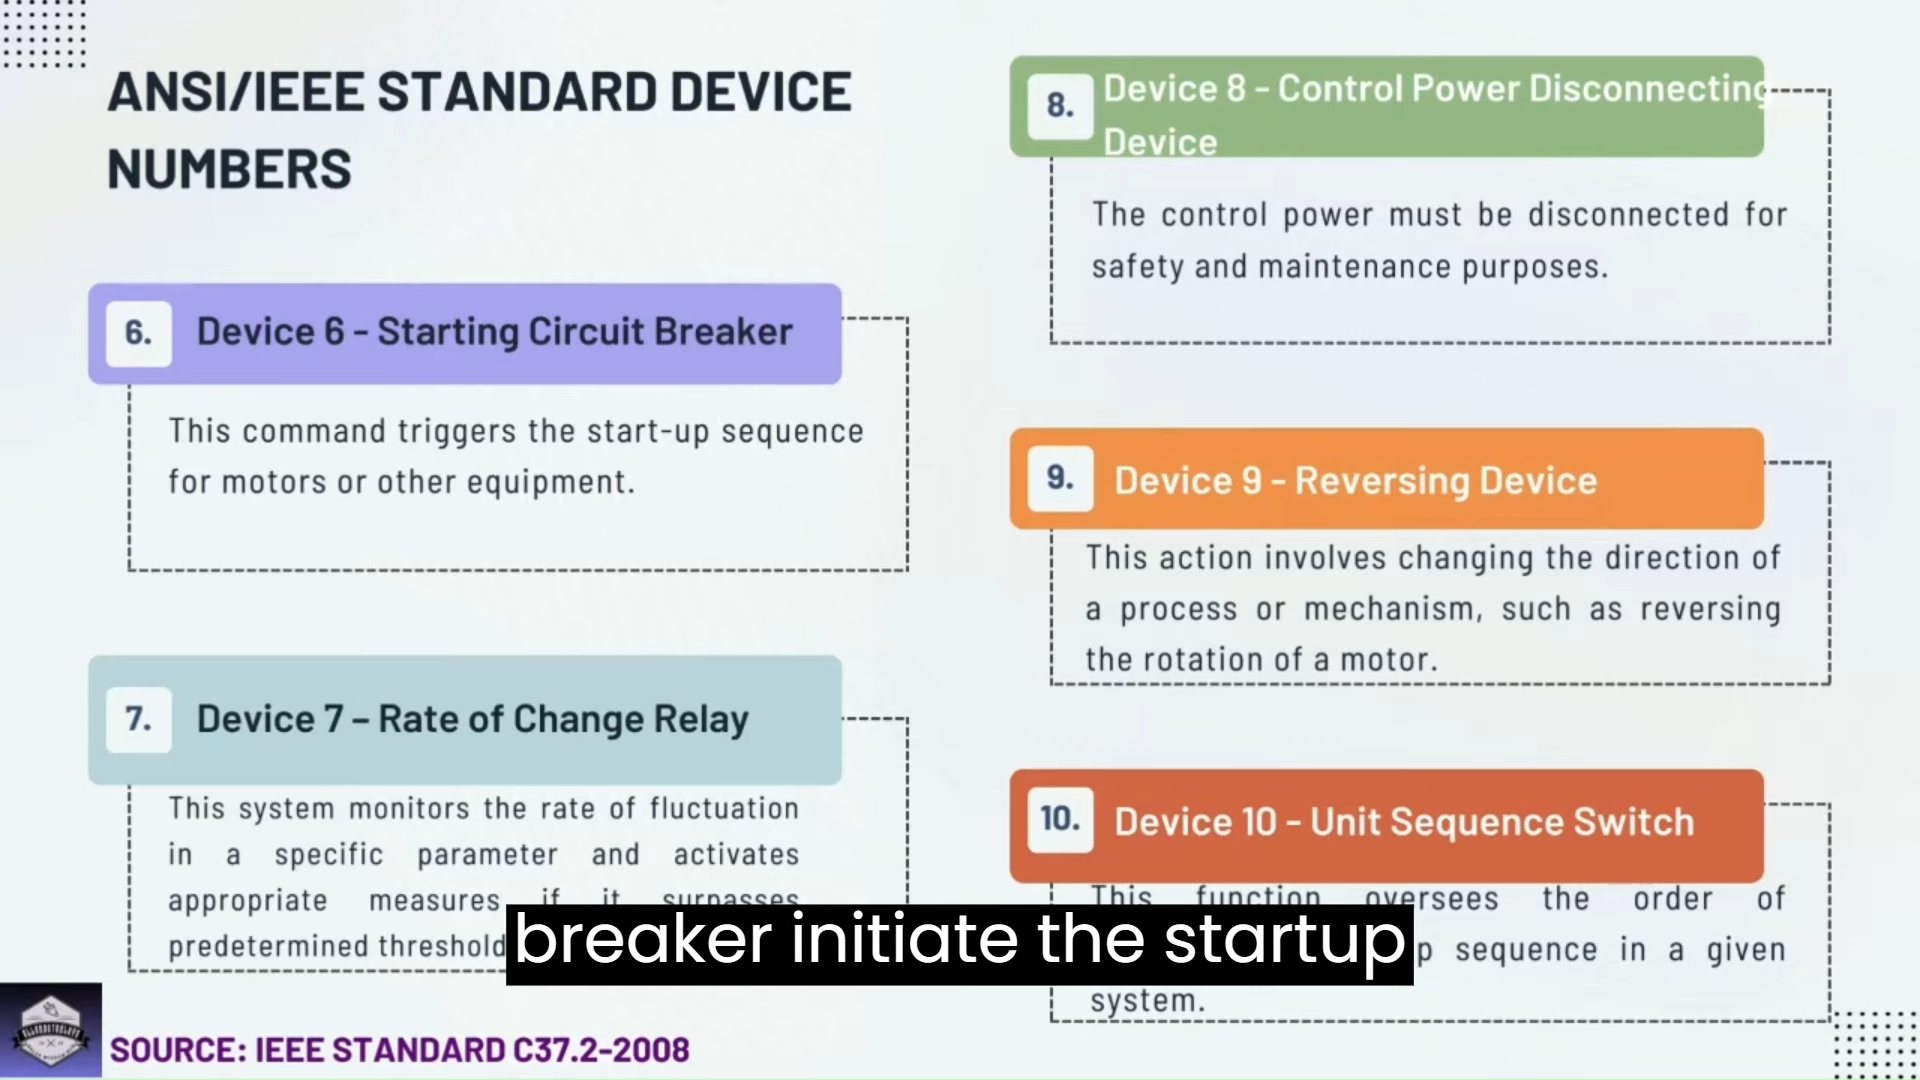 ANSI/IEEE STANDARD DEVICE
NUMBERS
6.
Device 6 - Starting Circuit Breaker
This command triggers the start-up sequence
for motors or other equipment.
7.
Device 7 – Rate of Change Relay
This system monitors the rate of fluctuation
in a specific parameter and activates
appropriate measures if it surpasses
predetermined threshold
8.
Device 8 - Control Power Disconnecting
Device
The control power must be disconnected for
safety and maintenance purposes.
9.
Device 9 - Reversing Device
This action involves changing the direction of
a process or mechanism, such as reversing
the rotation of a motor.
10.
Device 10 - Unit Sequence Switch
This function oversees the order of
sequence in a given
system.
breaker initiate the startup
SOURCE: IEEE STANDARD C37.2-2008